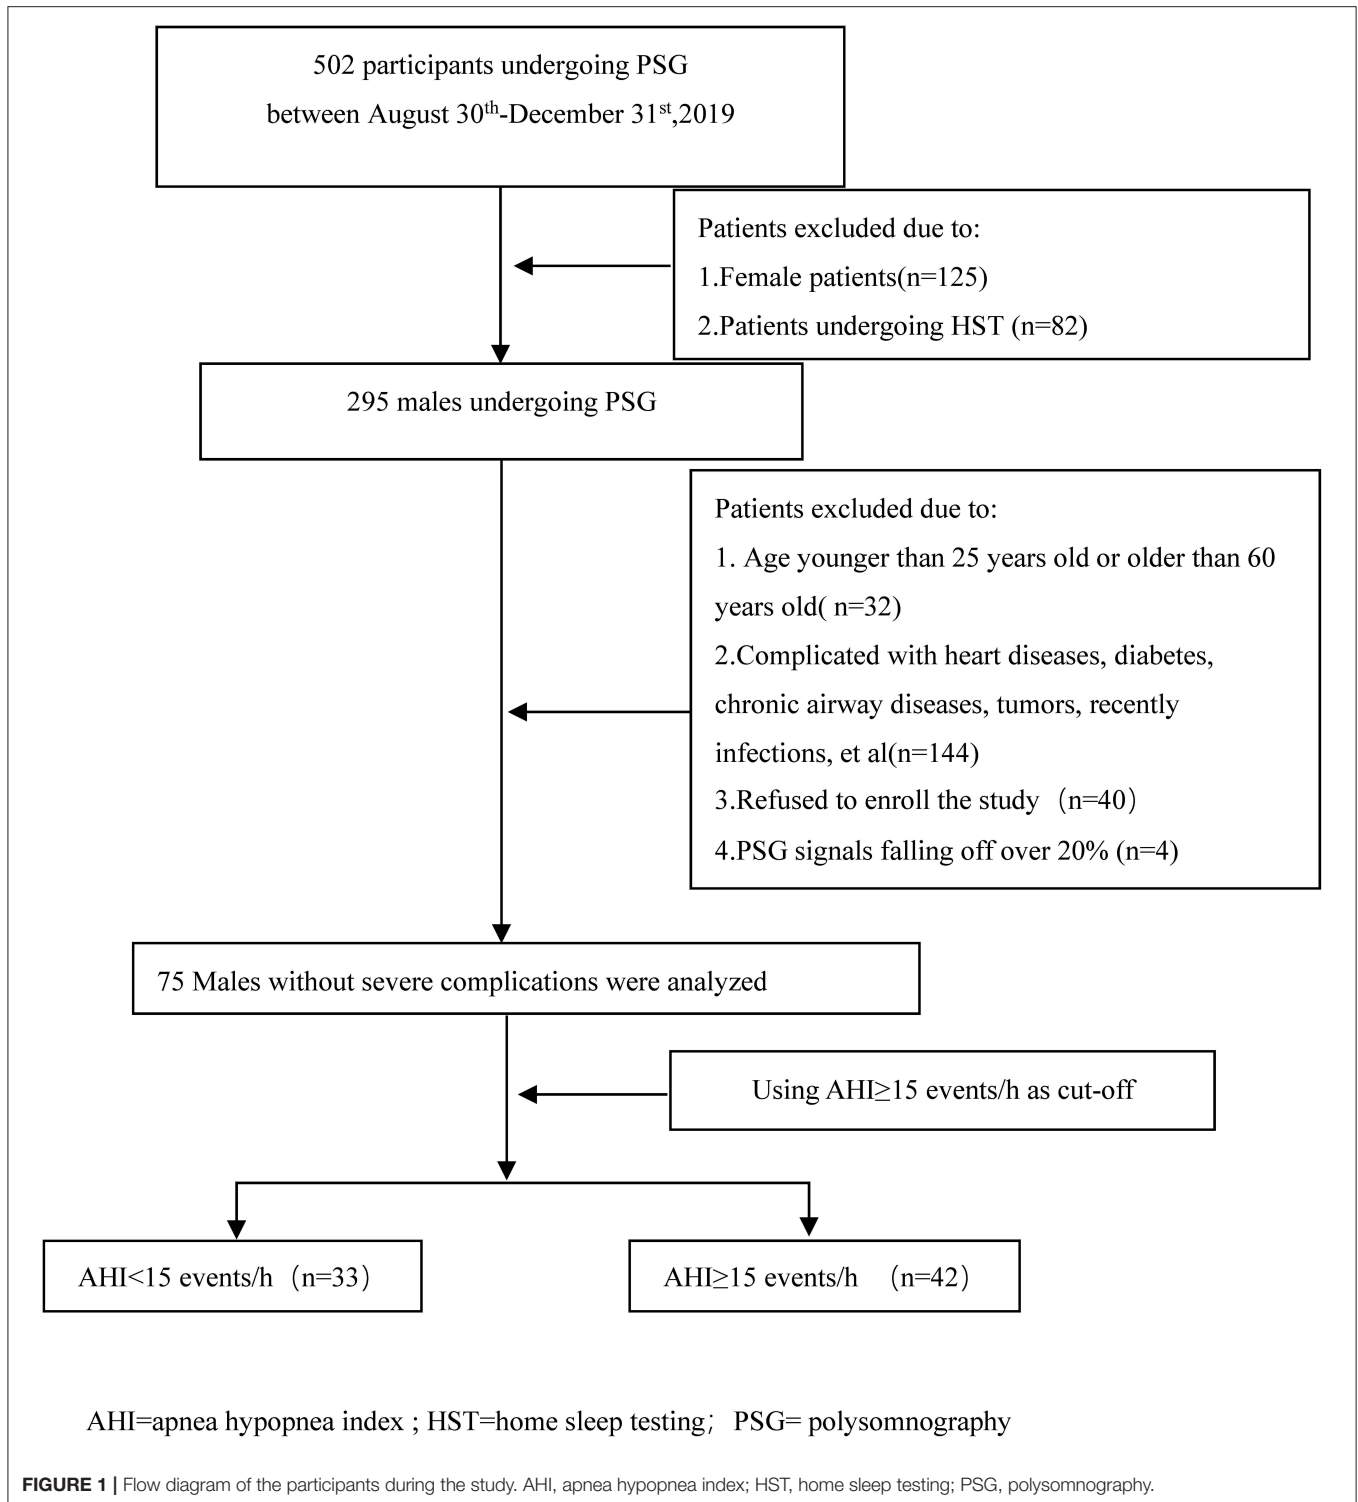 502 participants undergoing PSG
between August 30th-December 31st,2019
Patients excluded due to:
1.Female patients(n=125)
2.Patients undergoing HST (n=82)
295 males undergoing PSG
Patients excluded due to:
1. Age younger than 25 years old or older than 60
years old( n=32)
2.Complicated with heart diseases, diabetes,
chronic airway diseases, tumors, recently
infections, et al(n=144)
3.Refused to enroll the study（n=40）
4.PSG signals falling off over 20% (n=4)
75 Males without severe complications were analyzed
Using AHI≥15 events/h as cut-off
AHI<15 events/h（n=33）
AHI≥15 events/h （n=42）
AHI=apnea hypopnea index ; HST=home sleep testing；PSG= polysomnography
FIGURE 1 | Flow diagram of the participants during the study. AHI, apnea hypopnea index; HST, home sleep testing; PSG, polysomnography.